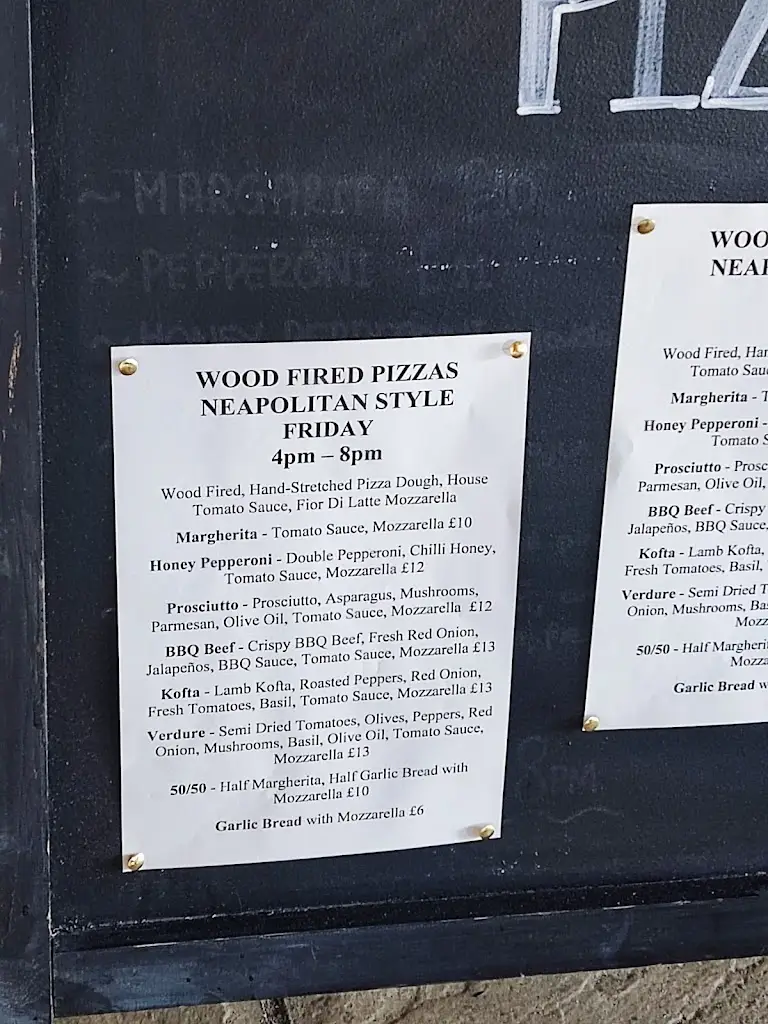 PIZ
~ MARGARITA
~ PEPPERONI £12
WOOD FIRED PIZZAS
NEAPOLITAN STYLE
FRIDAY
4pm – 8pm
Wood Fired, Hand-Stretched Pizza Dough, House
Tomato Sauce, Fior Di Latte Mozzarella
Margherita - Tomato Sauce, Mozzarella £10
Honey Pepperoni - Double Pepperoni, Chilli Honey,
Tomato Sauce, Mozzarella £12
Prosciutto - Prosciutto, Asparagus, Mushrooms,
Parmesan, Olive Oil, Tomato Sauce, Mozzarella £12
BBQ Beef - Crispy BBQ Beef, Fresh Red Onion,
Jalapeños, BBQ Sauce, Tomato Sauce, Mozzarella £13
Kofta - Lamb Kofta, Roasted Peppers, Red Onion,
Fresh Tomatoes, Basil, Tomato Sauce, Mozzarella £13
Verdure - Semi Dried Tomatoes, Olives, Peppers, Red
Onion, Mushrooms, Basil, Olive Oil, Tomato Sauce,
Mozzarella £13
50/50 - Half Margherita, Half Garlic Bread with
Mozzarella £10
Garlic Bread with Mozzarella £6
WOO
NEAP
Wood Fired, Han
Tomato Sauc
Margherita - T
Honey Pepperoni -
Tomato S
Prosciutto - Prosc
Parmesan, Olive Oil,
BBQ Beef - Crispy
Jalapeños, BBQ Sauce,
Kofta - Lamb Kofta,
Fresh Tomatoes, Basil,
Verdure - Semi Dried T
Onion, Mushrooms, Bas
Mozz
50/50 - Half Margherit
Mozza
Garlic Bread w